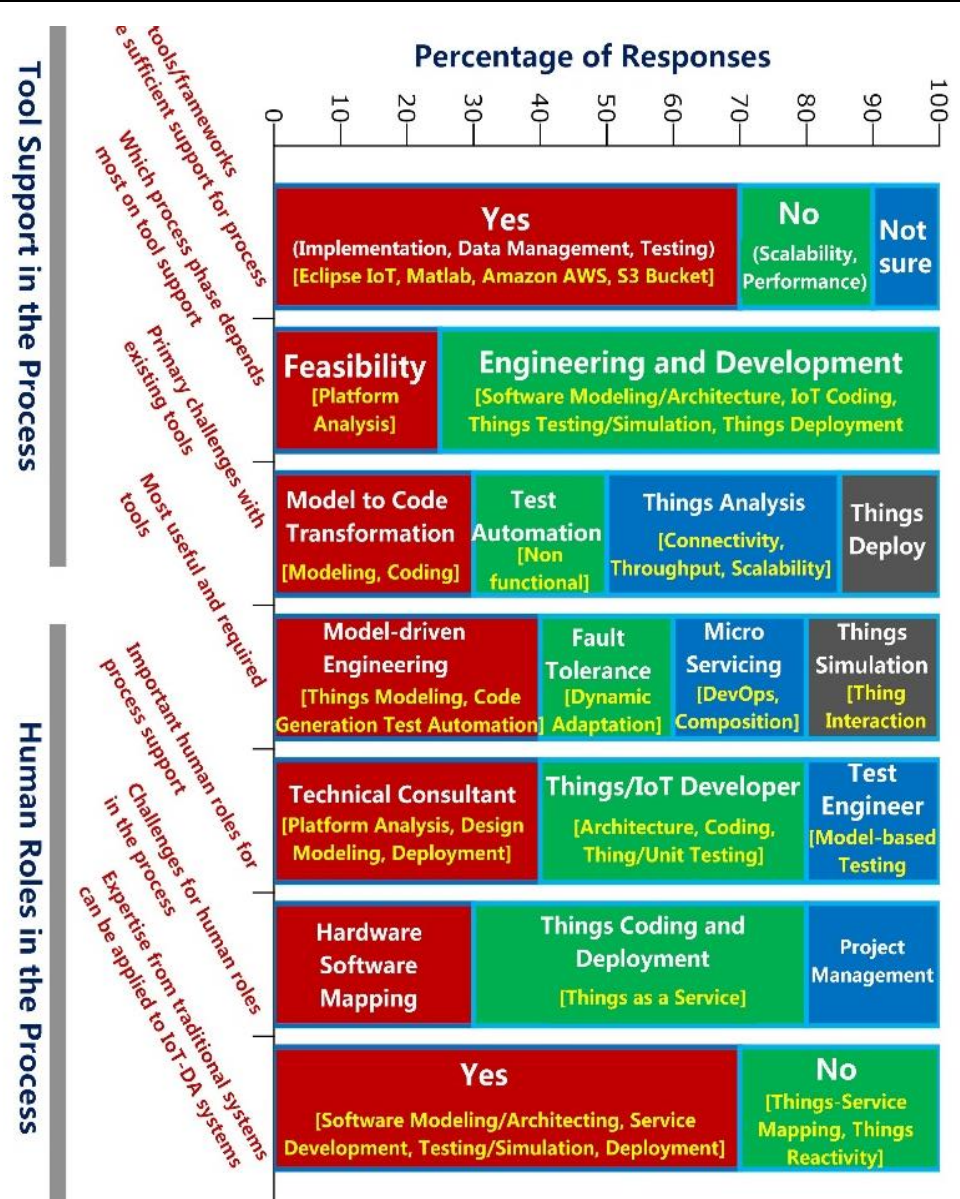 Percentage of Responses
0
10
20
30
40
50
60
70
80
90
100
Tool Support in the Process
tools/frameworks
e sufficient support for process
Yes
(Implementation, Data Management, Testing)
[Eclipse IoT, Matlab, Amazon AWS, S3 Bucket]
No
(Scalability,
Performance)
Not
sure
Which process phase depends
most on tool support
Feasibility
[Platform
Analysis]
Engineering and Development
[Software Modeling/Architecture, IoT Coding,
Things Testing/Simulation, Things Deployment
Primary challenges with
existing tools
Model to Code
Transformation
[Modeling, Coding]
Test
Automation
[Non
functional]
Things Analysis
[Connectivity,
Throughput, Scalability]
Things
Deploy
Most useful and required
tools
Model-driven
Engineering
[Things Modeling, Code
Generation Test Automation]
Fault
Tolerance
[Dynamic
Adaptation]
Micro
Servicing
[DevOps,
Composition]
Things
Simulation
[Thing
Interaction
Human Roles in the Process
Important human roles for
process support
Technical Consultant
[Platform Analysis, Design
Modeling, Deployment]
Things/IoT Developer
[Architecture, Coding,
Thing/Unit Testing]
Test
Engineer
[Model-based
Testing
Challenges for human roles
in the process
Hardware
Software
Mapping
Things Coding and
Deployment
[Things as a Service]
Project
Management
Expertise from traditional systems
can be applied to IoT-DA systems
Yes
[Software Modeling/Architecting, Service
Development, Testing/Simulation, Deployment]
No
[Things-Service
Mapping, Things
Reactivity]